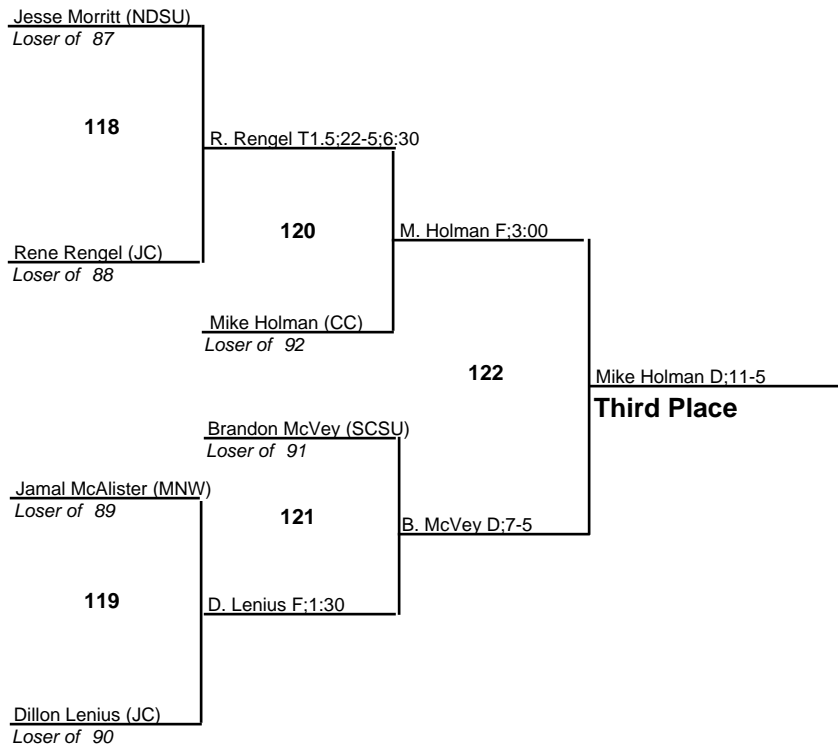 Jesse Morritt (NDSU)
Loser of 87
118
R. Rengel T1.5;22-5;6:30
Rene Rengel (JC)
Loser of 88
120
M. Holman F;3:00
Mike Holman (CC)
Loser of 92
122
Mike Holman D;11-5
Third Place
Brandon McVey (SCSU)
Loser of 91
Jamal McAlister (MNW)
Loser of 89
121
B. McVey D;7-5
119
D. Lenius F;1:30
Dillon Lenius (JC)
Loser of 90